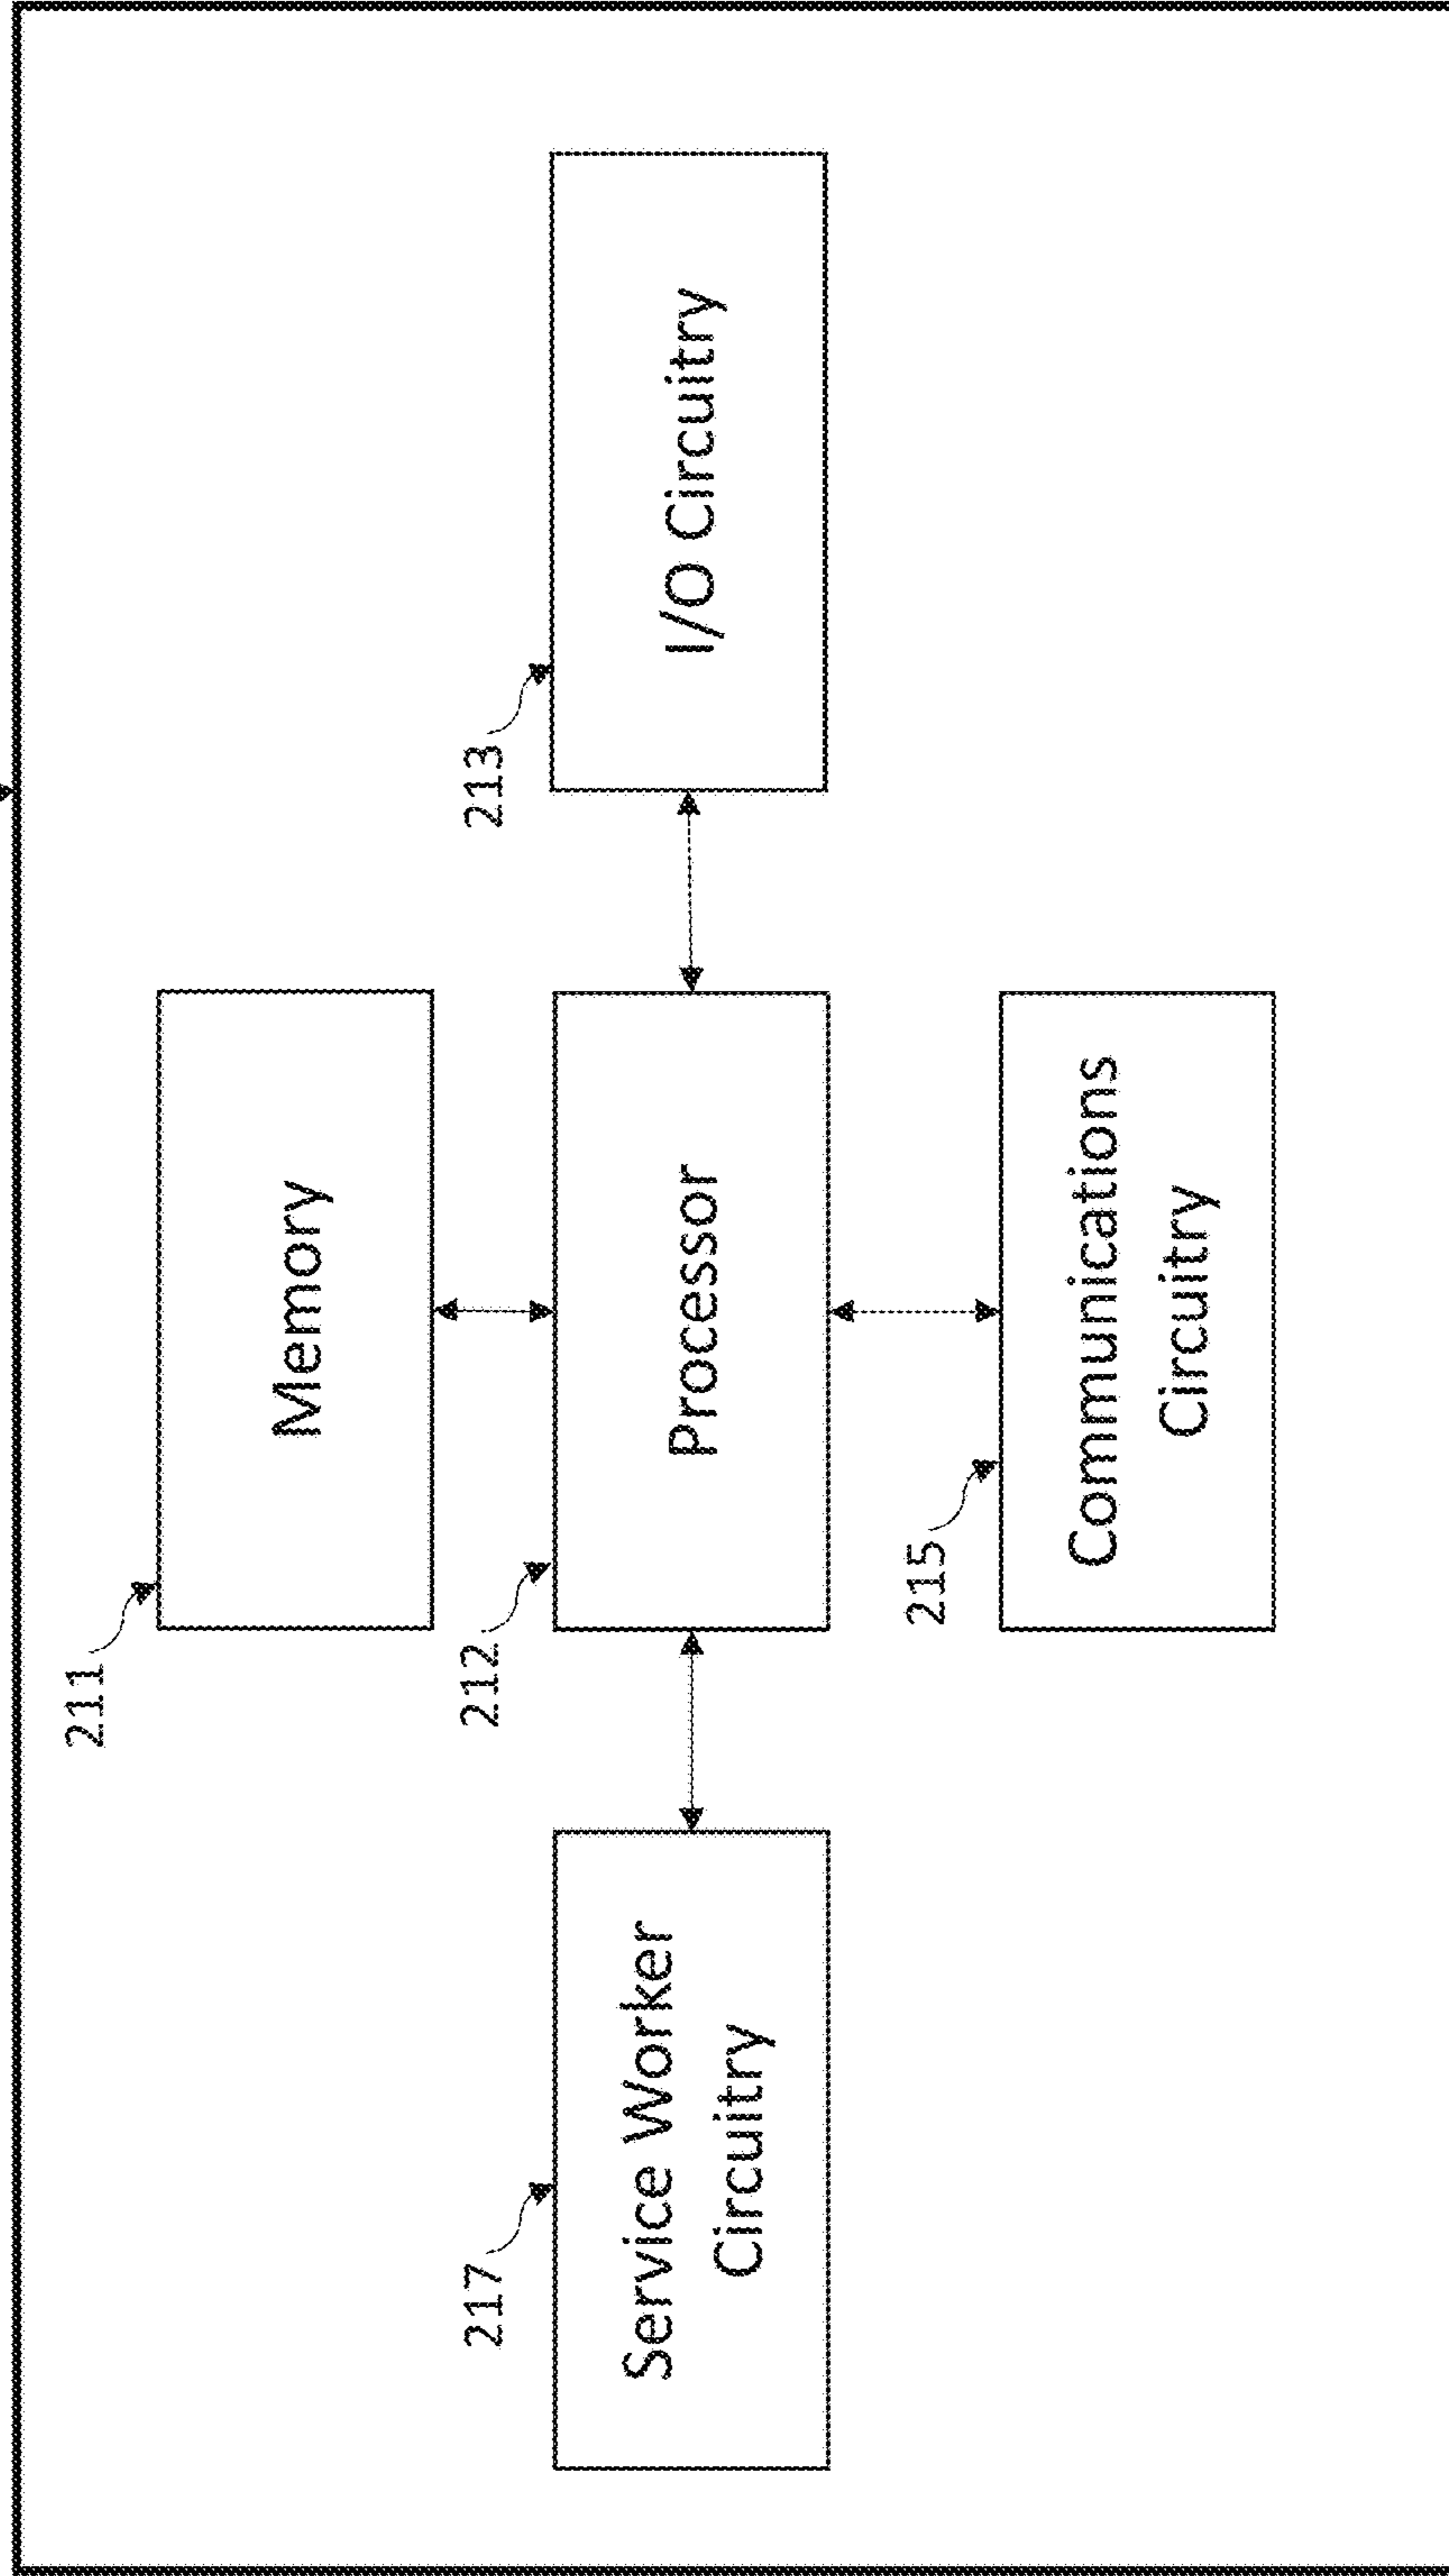 211
Memory
217
Service Worker
Circuitry
212
Processor
213
I/O Circuitry
215
Communications
Circuitry